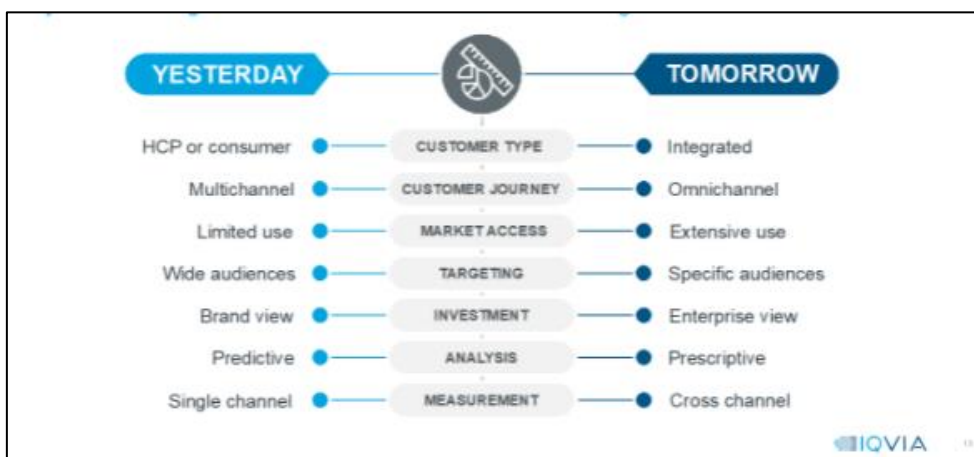 YESTERDAY TOMORROW
HCP or consumer CUSTOMER TYPE Integrated
Multichannel CUSTOMER JOURNEY Omnichannel
Limited use MARKET ACCESS Extensive use
Wide audiences TARGETING Specific audiences
Brand view INVESTMENT Enterprise view
Predictive ANALYSIS Prescriptive
Single channel MEASUREMENT Cross channel
IQVIA